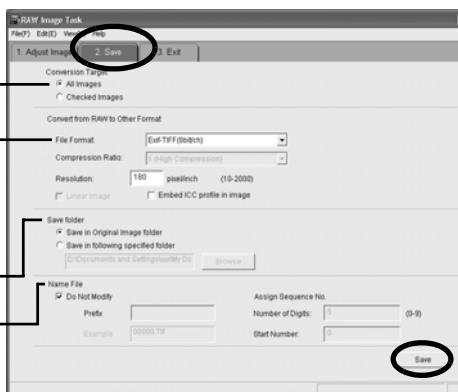 RAW Image Task
File(F) Edit(E) View Help
1. Adjust Image 2. Save 3. Exit
Conversion Target
All Images
Checked Images
Convert from RAW to Other Format
File Format: Exif-TIFF(8bit/ch)
Compression Ratio: 1 (High Compression)
Resolution: 180 pixel/inch (10-2000)
Linear Image Embed ICC profile in image
Save folder
Save in Original Image folder
Save in following specified folder
Browse
Name File
Do Not Modify Assign Sequence No.
Prefix Number of Digits: 5 (0-9)
Example 00000.TIF Start Number: 0
Save